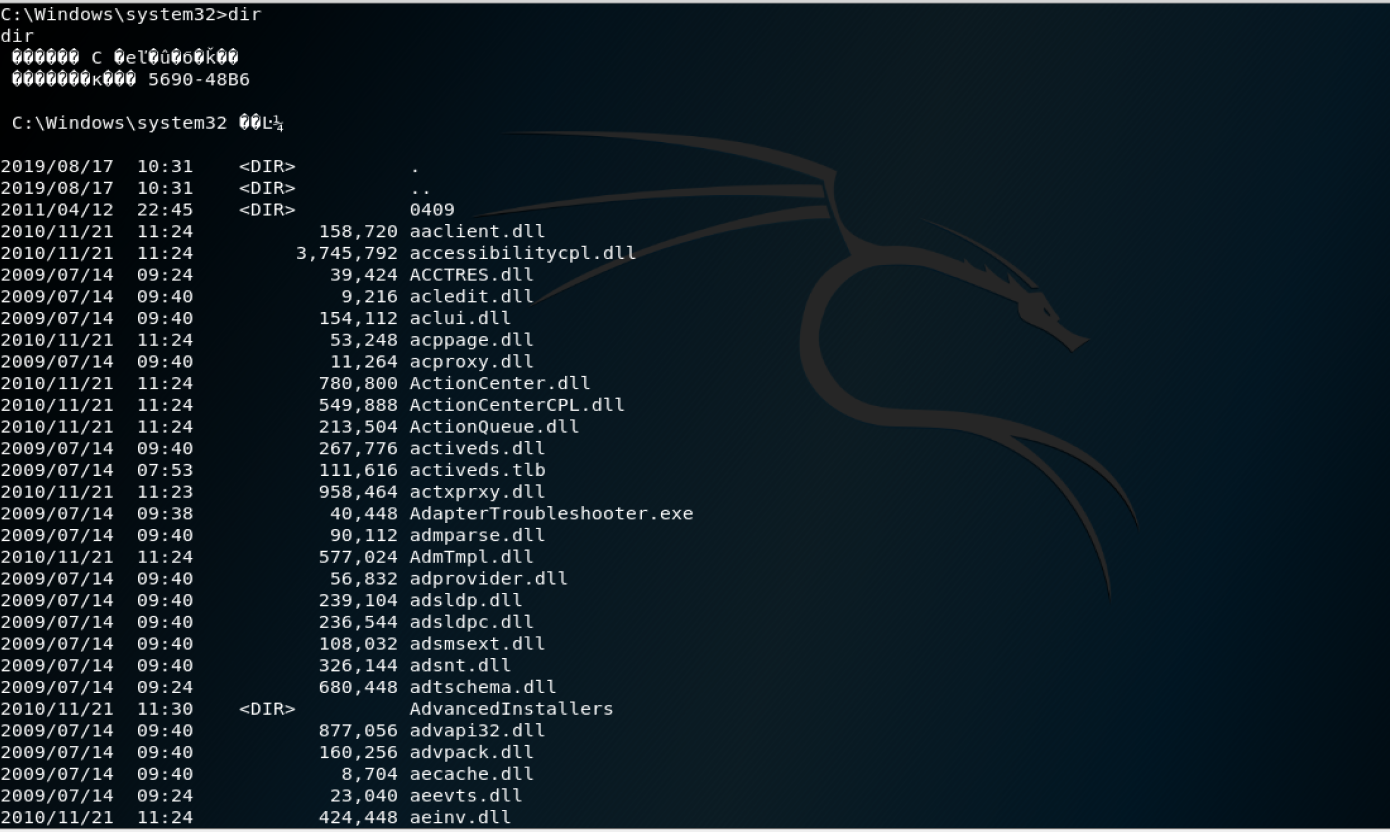 C:\Windows\system32>dir
dir
������ C �eľ�û�õ�ǩ��
�������к��� 5690-48B6
C:\Windows\system32 ��Ŀ¼
2019/08/17  10:31    <DIR>          .
2019/08/17  10:31    <DIR>          ..
2011/04/12  22:45    <DIR>          0409
2010/11/21  11:24           158,720 aaclient.dll
2010/11/21  11:24         3,745,792 accessibilitycpl.dll
2009/07/14  09:24            39,424 ACCTRES.dll
2009/07/14  09:40             9,216 acledit.dll
2009/07/14  09:40           154,112 aclui.dll
2010/11/21  11:24            53,248 acppage.dll
2009/07/14  09:40            11,264 acproxy.dll
2010/11/21  11:24           780,800 ActionCenter.dll
2010/11/21  11:24           549,888 ActionCenterCPL.dll
2010/11/21  11:24           213,504 ActionQueue.dll
2009/07/14  09:40           267,776 activeds.dll
2009/07/14  07:53           111,616 activeds.tlb
2010/11/21  11:23           958,464 actxprxy.dll
2009/07/14  09:38            40,448 AdapterTroubleshooter.exe
2009/07/14  09:40            90,112 admparse.dll
2010/11/21  11:24           577,024 AdmTmpl.dll
2009/07/14  09:40            56,832 adprovider.dll
2009/07/14  09:40           239,104 adsldp.dll
2009/07/14  09:40           236,544 adsldpc.dll
2009/07/14  09:40           108,032 adsmsext.dll
2009/07/14  09:40           326,144 adsnt.dll
2009/07/14  09:24           680,448 adtschema.dll
2010/11/21  11:30    <DIR>          AdvancedInstallers
2009/07/14  09:40           877,056 advapi32.dll
2009/07/14  09:40           160,256 advpack.dll
2009/07/14  09:40             8,704 aecache.dll
2009/07/14  09:24            23,040 aeevts.dll
2010/11/21  11:24           424,448 aeinv.dll